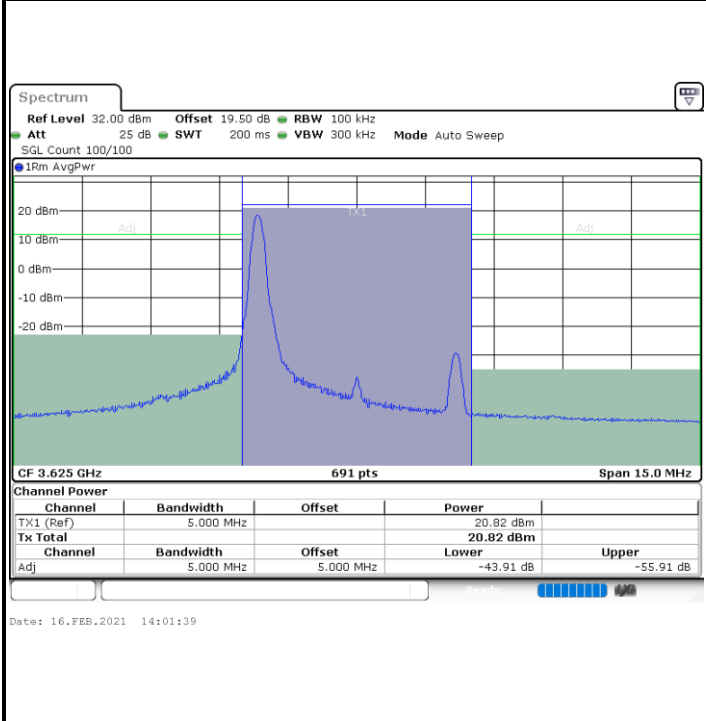 Spectrum
Ref Level 32.00 dBm Offset 19.50 dB RBW 100 kHz
Att 25 dB SWT 200 ms VBW 300 kHz Mode Auto Sweep
SGL Count 100/100
1Rm AvgPwr
20 dBm
TX1
Adj
Adj
10 dBm
0 dBm
-10 dBm
-20 dBm
CF 3.625 GHz 691 pts Span 15.0 MHz
Channel Power
Channel Bandwidth Offset Power
TX1 (Ref) 5.000 MHz 20.82 dBm
Tx Total 20.82 dBm
Channel Bandwidth Offset Lower Upper
Adj 5.000 MHz 5.000 MHz -43.91 dB -55.91 dB
Ready
Date: 16.FEB.2021 14:01:39